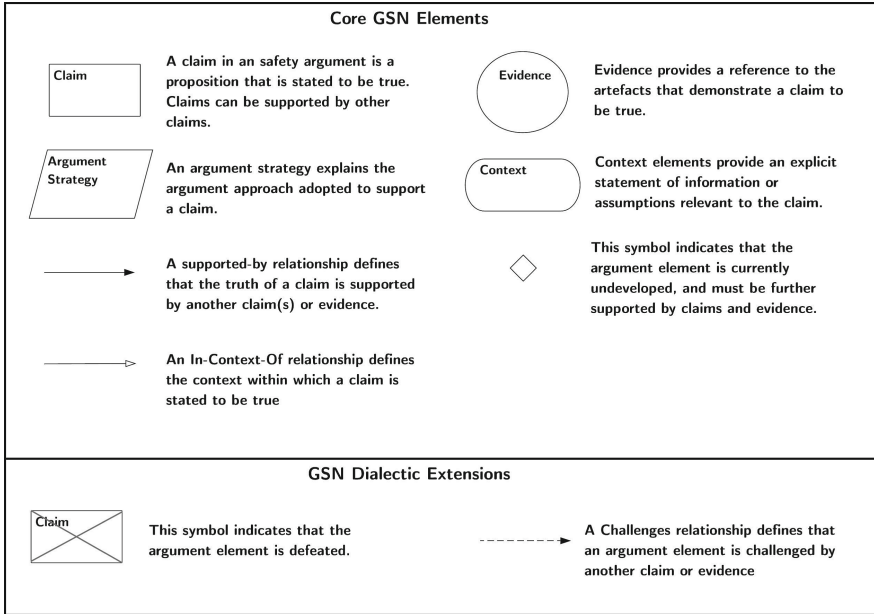 Core GSN Elements
Claim
A claim in an safety argument is a
proposition that is stated to be true.
Claims can be supported by other
claims.
Evidence
Evidence provides a reference to the
artefacts that demonstrate a claim to
be true.
Argument
Strategy
An argument strategy explains the
argument approach adopted to support
a claim.
Context
Context elements provide an explicit
statement of information or
assumptions relevant to the claim.
A supported-by relationship defines
that the truth of a claim is supported
by another claim(s) or evidence.
This symbol indicates that the
argument element is currently
undeveloped, and must be further
supported by claims and evidence.
An In-Context-Of relationship defines
the context within which a claim is
stated to be true
GSN Dialectic Extensions
Claim
This symbol indicates that the
argument element is defeated.
A Challenges relationship defines that
an argument element is challenged by
another claim or evidence